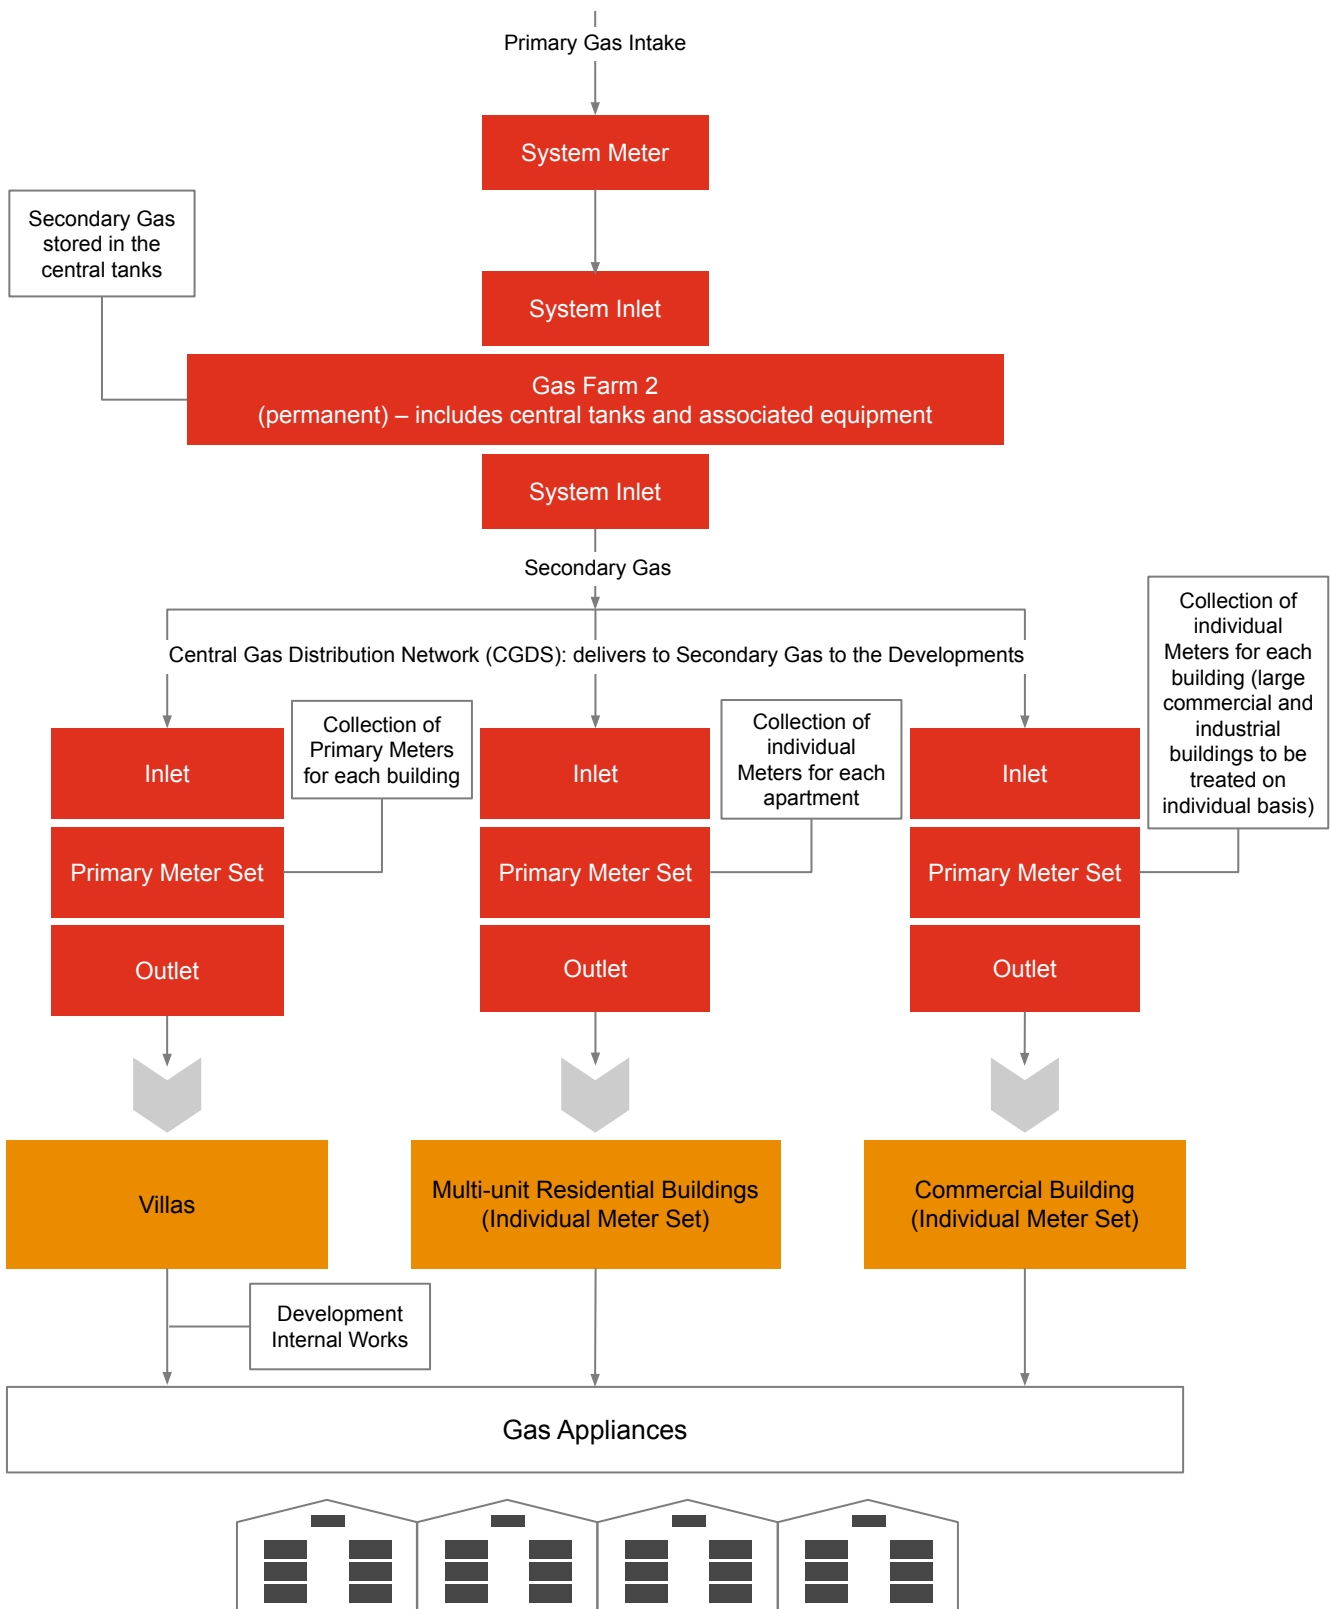 Primary Gas Intake
System Meter
Secondary Gas
stored in the
central tanks
System Inlet
Gas Farm 2
(permanent) – includes central tanks and associated equipment
System Inlet
Secondary Gas
Central Gas Distribution Network (CGDS): delivers to Secondary Gas to the Developments
Collection of
individual
Meters for each
building (large
commercial and
industrial
buildings to be
treated on
individual basis)
Inlet
Collection of
Primary Meters
for each building
Inlet
Collection of
individual
Meters for each
apartment
Inlet
Primary Meter Set
Primary Meter Set
Primary Meter Set
Outlet
Outlet
Outlet
Villas
Multi-unit Residential Buildings
(Individual Meter Set)
Commercial Building
(Individual Meter Set)
Development
Internal Works
Gas Appliances